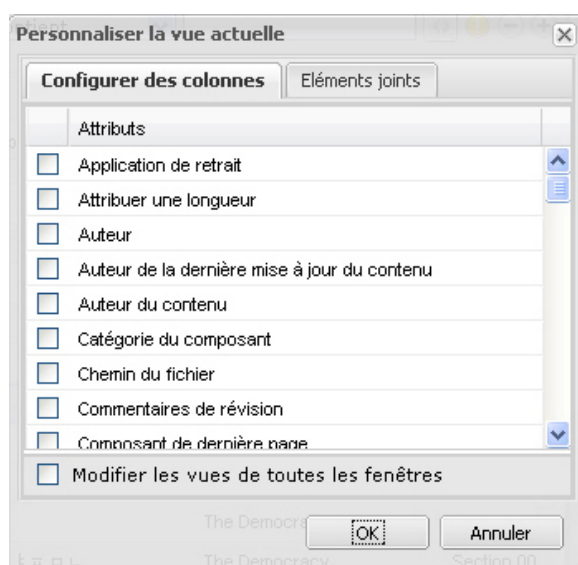 Personnaliser la vue actuelle
Configurer des colonnes Eléments joints
Attributs
Application de retrait
Attribuer une longueur
Auteur
Auteur de la dernière mise à jour du contenu
Auteur du contenu
Catégorie du composant
Chemin du fichier
Commentaires de révision
Composant de dernière page
Modifier les vues de toutes les fenêtres
The Democra
OK Annuler
The Democracy Section 00